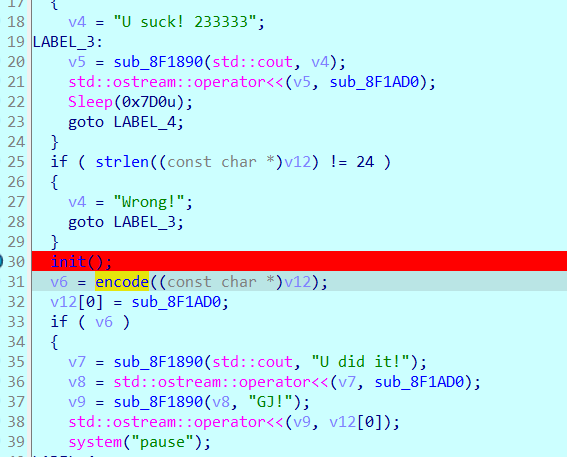 17 {
18 v4 = "U suck! 233333";
19 LABEL_3:
20 v5 = sub_8F1890(std::cout, v4);
21 std::ostream::operator<<(v5, sub_8F1AD0);
22 Sleep(0x7D0u);
23 goto LABEL_4;
24 }
25 if ( strlen((const char *)v12) != 24 )
26 {
27 v4 = "Wrong!";
28 goto LABEL_3;
29 }
30 init();
31 v6 = encode((const char *)v12);
32 v12[0] = sub_8F1AD0;
33 if ( v6 )
34 {
35 v7 = sub_8F1890(std::cout, "U did it!");
36 v8 = std::ostream::operator<<(v7, sub_8F1AD0);
37 v9 = sub_8F1890(v8, "GJ!");
38 std::ostream::operator<<(v9, v12[0]);
39 system("pause");